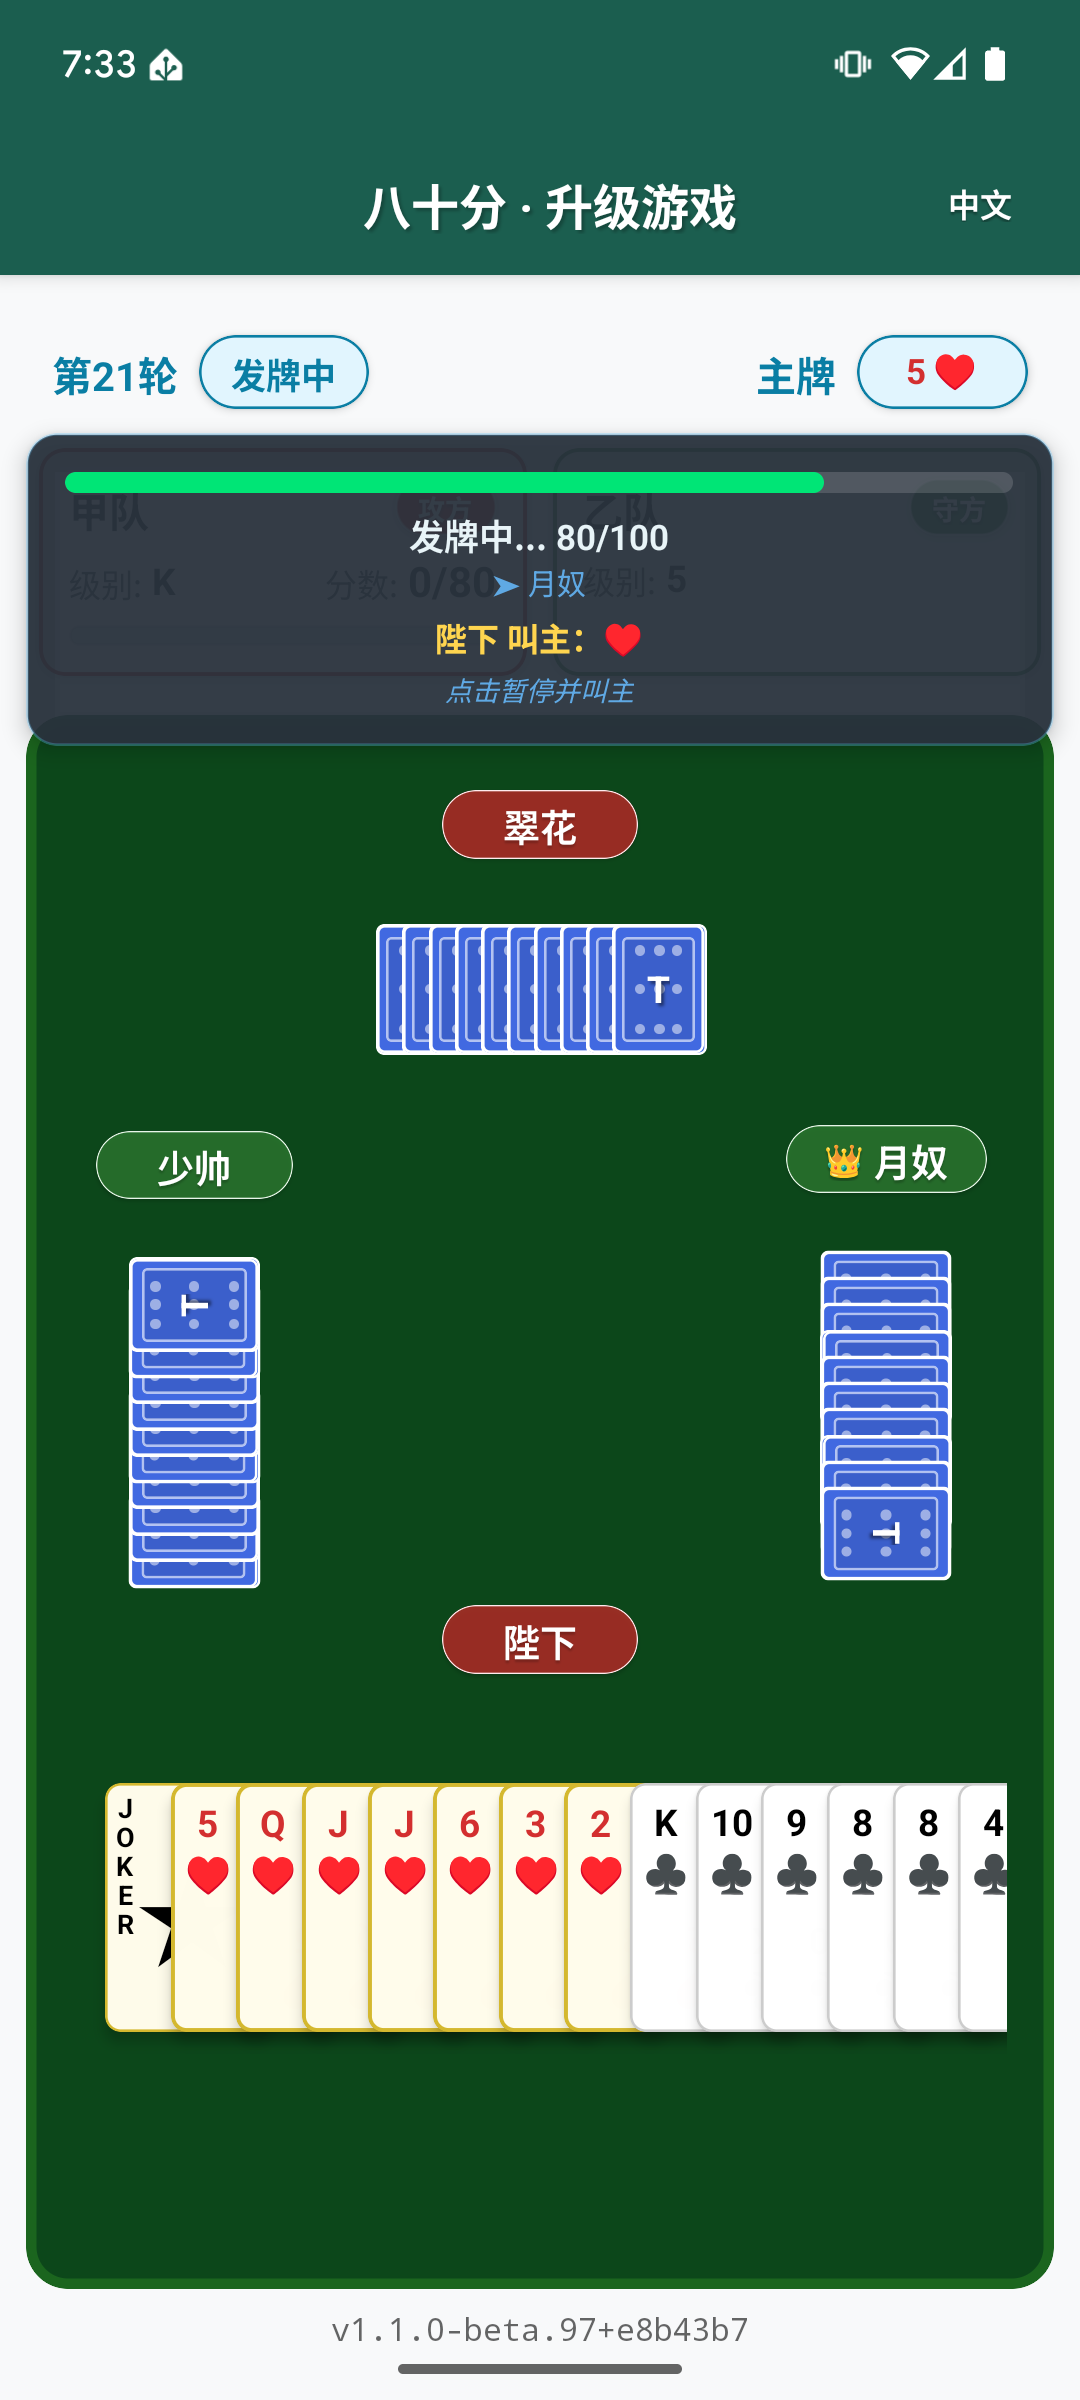 7:33
八十分 · 升级游戏
中文
第21轮
发牌中
主牌
5
甲队
攻方
乙队
守方
发牌中... 80/100
级别: K
分数: 0/80
➤ 月奴
级别: 5
陛下 叫主：
点击暂停并叫主
翠花
T
少帅
月奴
T
T
陛下
JOKER
5
Q
J
J
6
3
2
K
10
9
8
8
4
v1.1.0-beta.97+e8b43b7